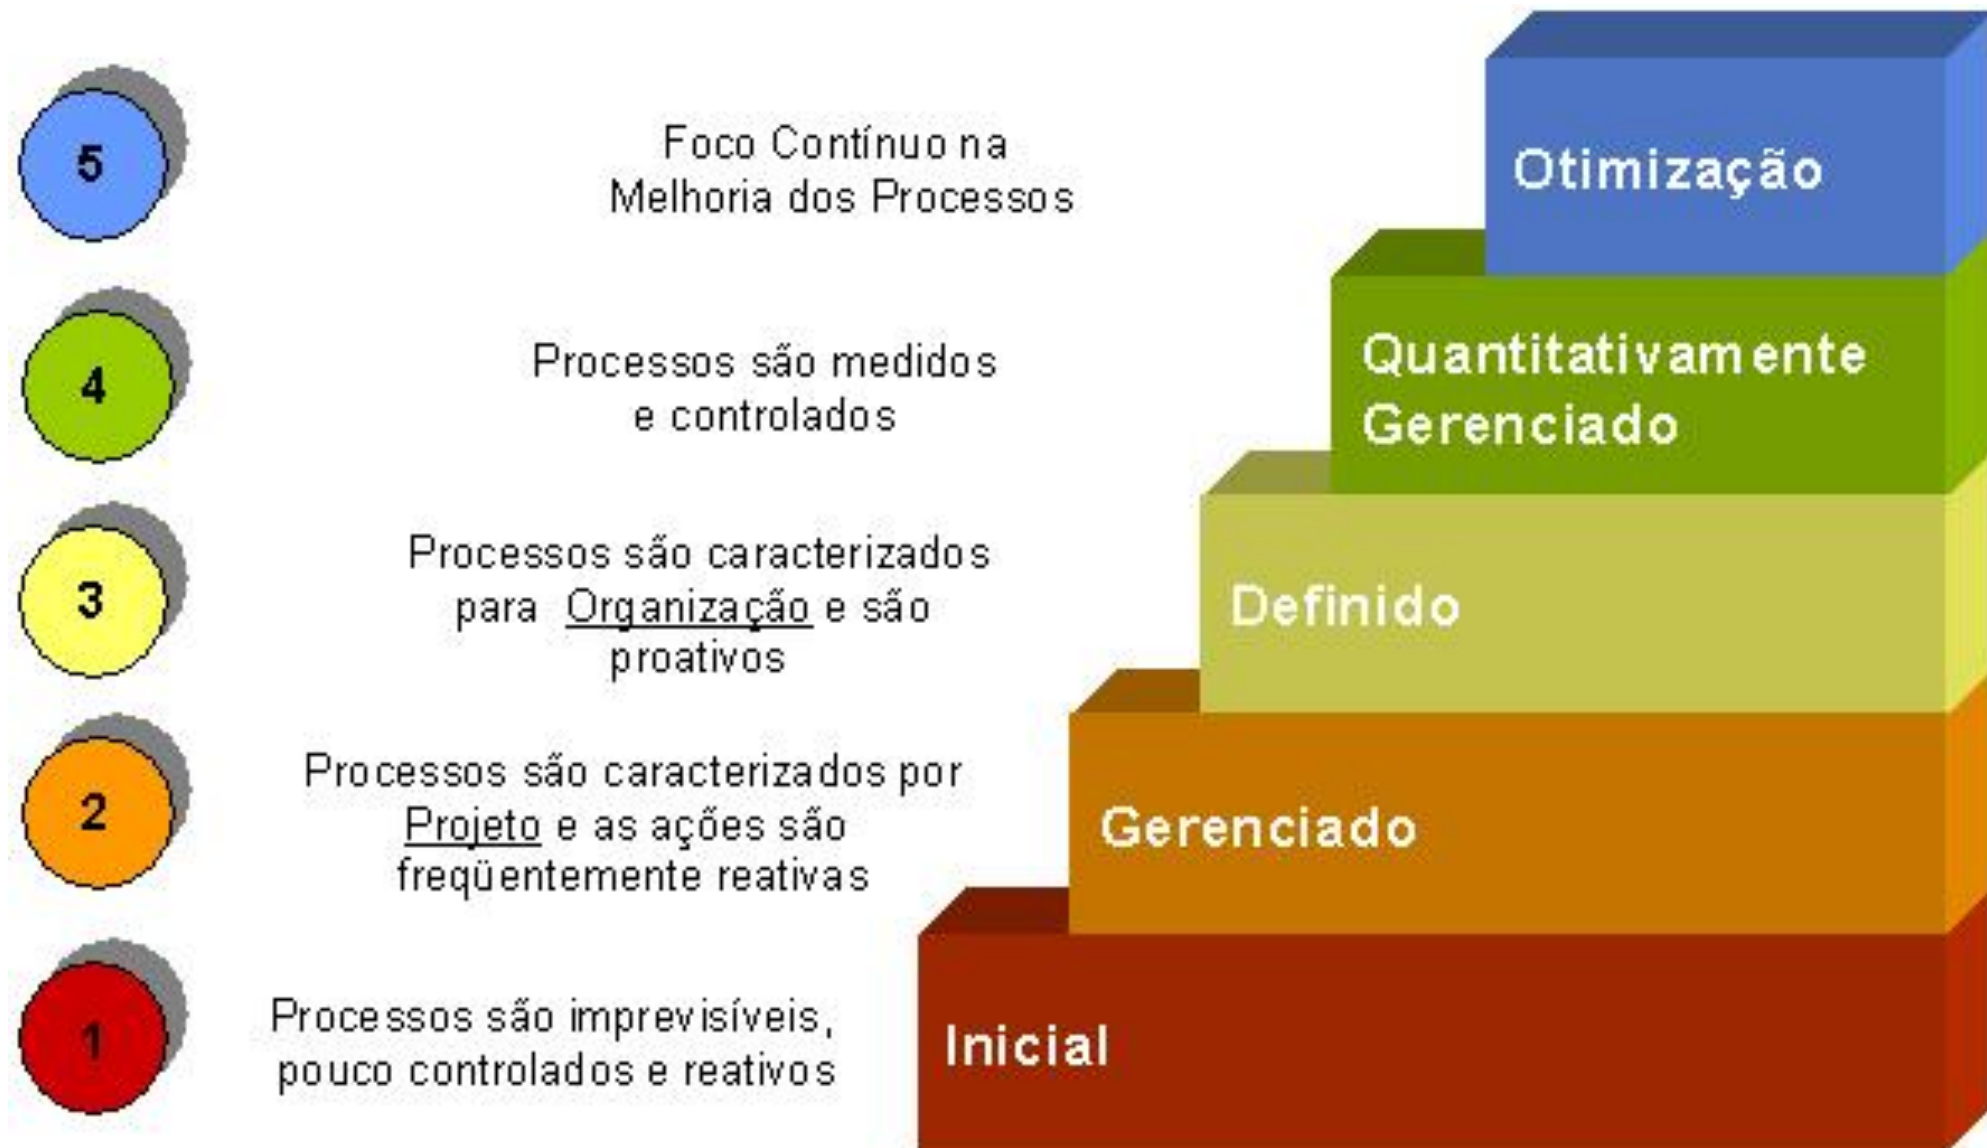 5
Foco Contínuo na
Melhoria dos Processos
Otimização
4
Processos são medidos
e controlados
Quantitativamente
Gerenciado
3
Processos são caracterizados
para Organização e são
proativos
Definido
2
Processos são caracterizados por
Projeto e as ações são
freqüentemente reativas
Gerenciado
1
Processos são imprevisíveis,
pouco controlados e reativos
Inicial